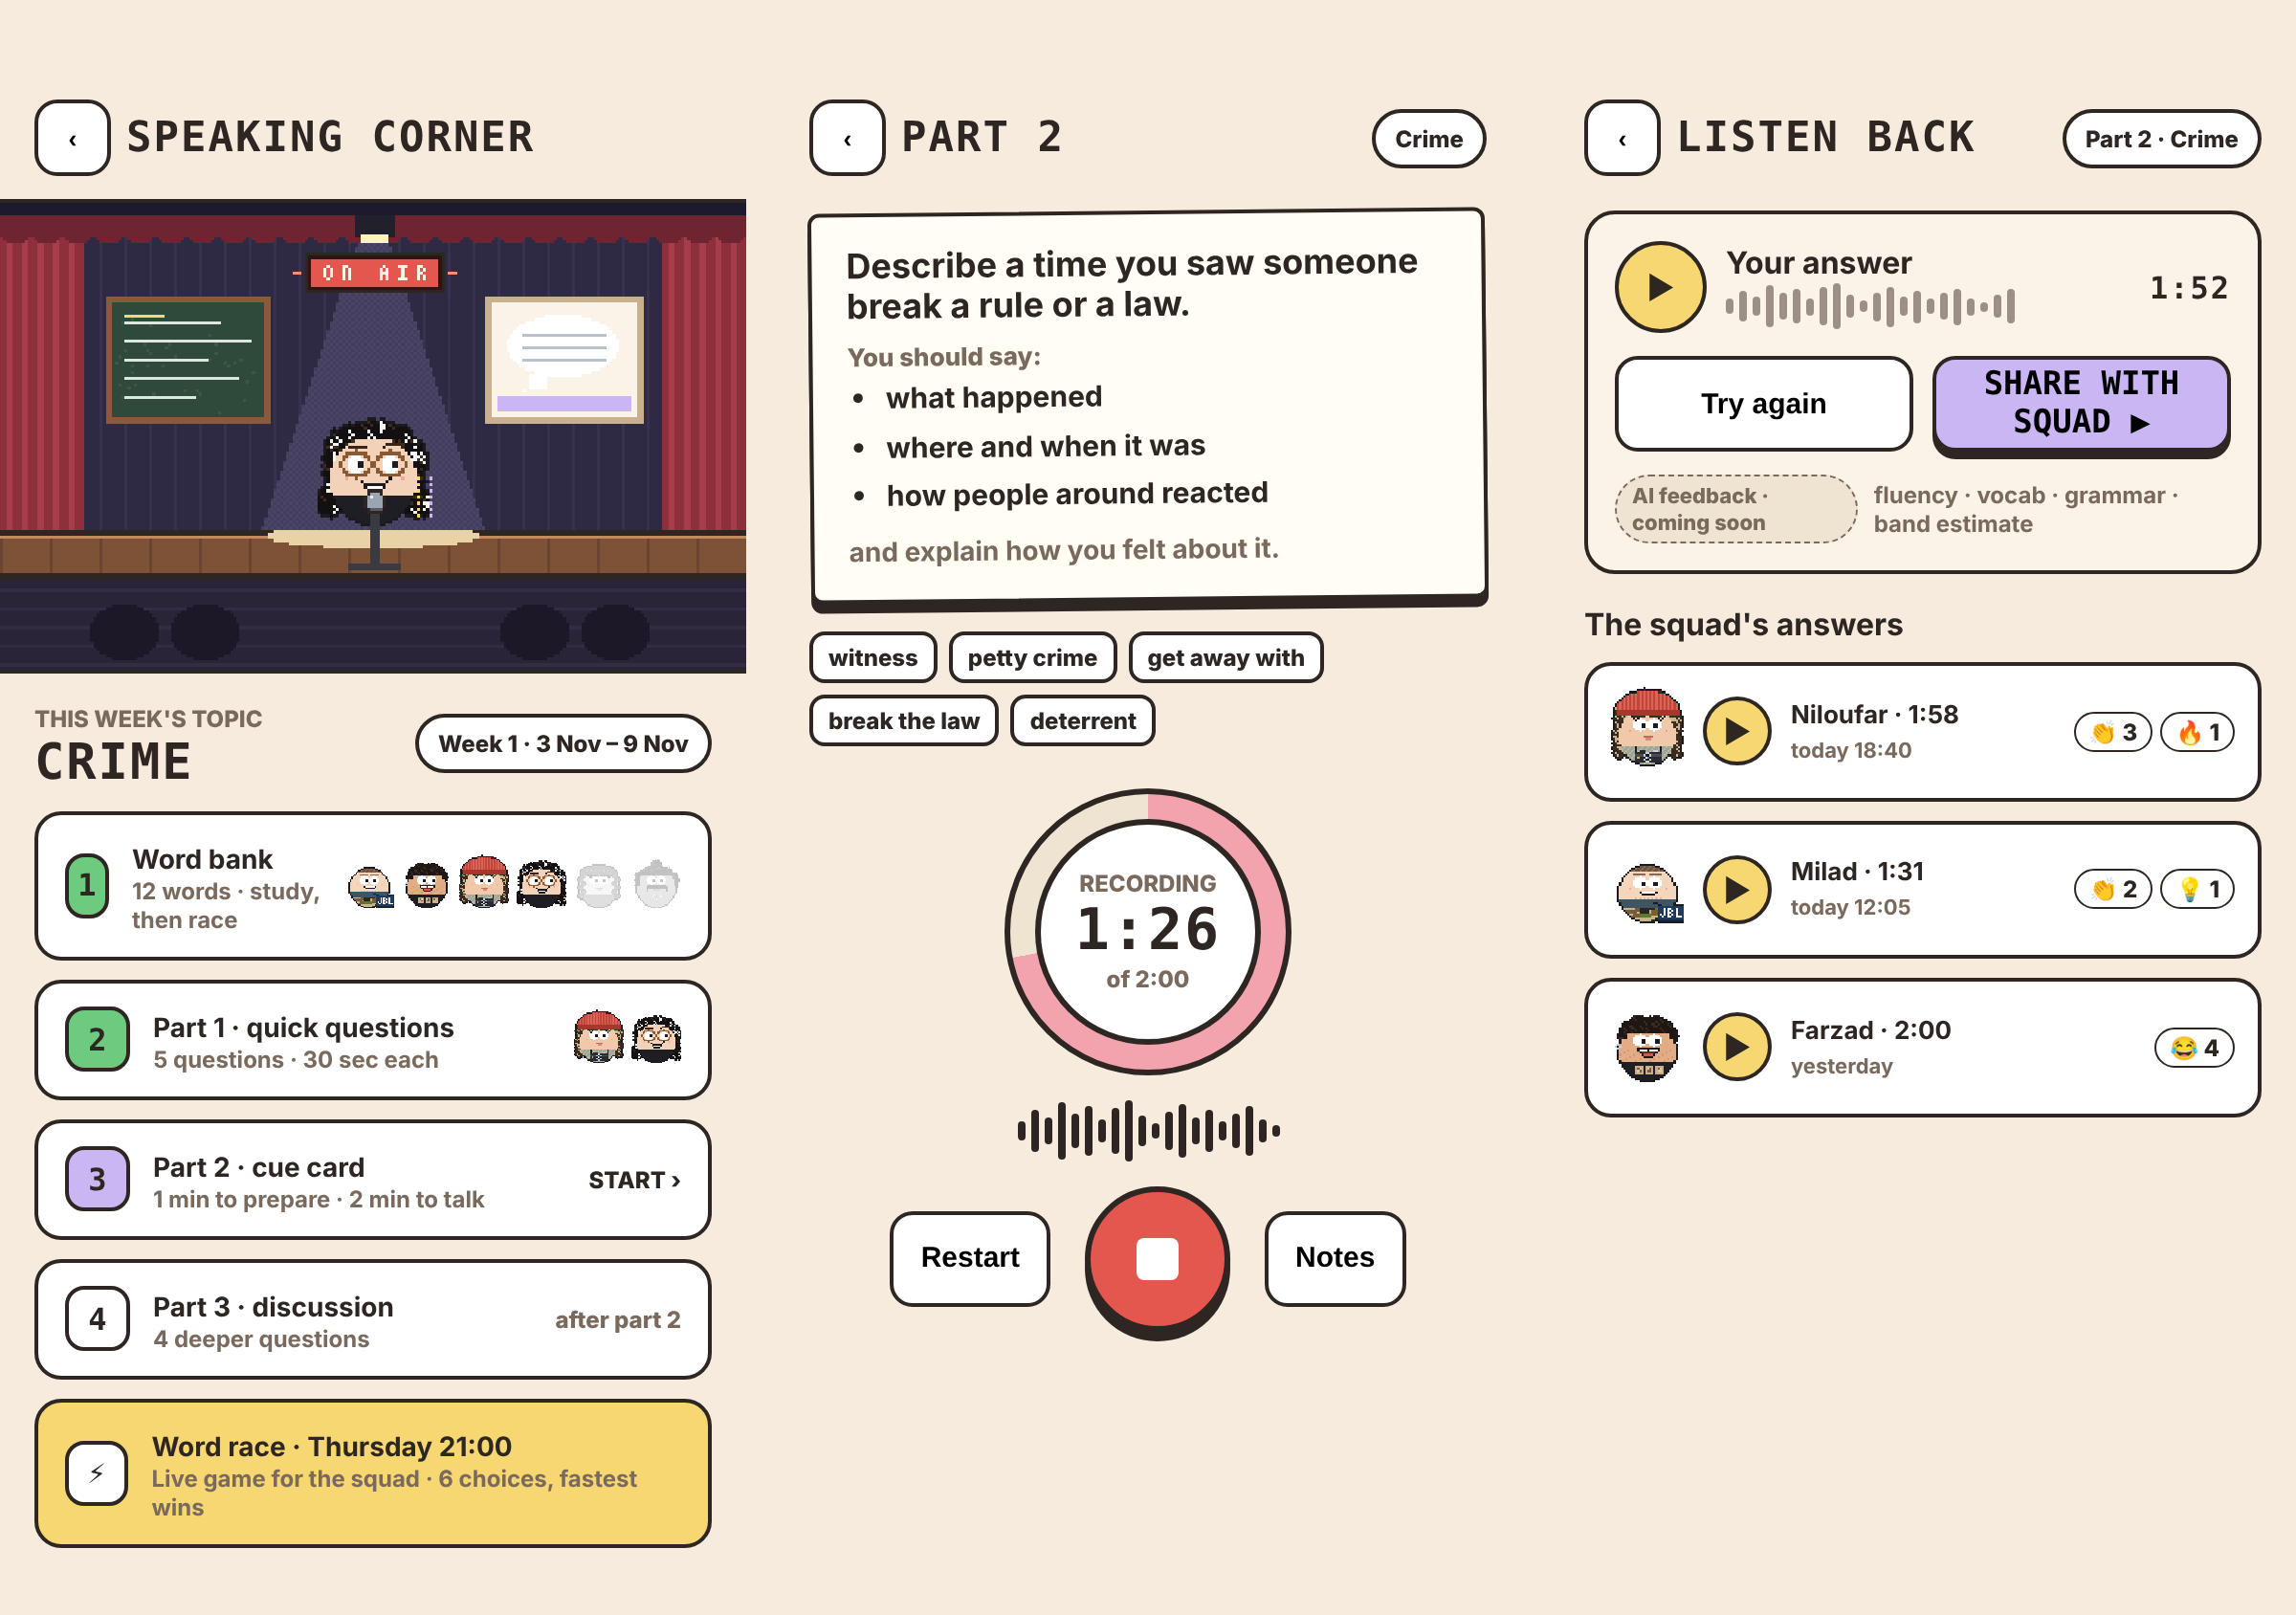 ‹ SPEAKING CORNER
ON AIR
THIS WEEK'S TOPIC
CRIME
Week 1 · 3 Nov – 9 Nov
1
Word bank
12 words · study,
then race
JBL
2
Part 1 · quick questions
5 questions · 30 sec each
3
Part 2 · cue card
1 min to prepare · 2 min to talk
START ›
4
Part 3 · discussion
4 deeper questions
after part 2
⚡
Word race · Thursday 21:00
Live game for the squad · 6 choices, fastest
wins
‹ PART 2
Crime
Describe a time you saw someone
break a rule or a law.
You should say:
• what happened
• where and when it was
• how people around reacted
and explain how you felt about it.
witness
petty crime
get away with
break the law
deterrent
RECORDING
1:26
of 2:00
Restart
Notes
‹ LISTEN BACK
Part 2 · Crime
Your answer
1:52
Try again
SHARE WITH
SQUAD ▶
AI feedback ·
coming soon
fluency · vocab · grammar ·
band estimate
The squad's answers
Niloufar · 1:58
today 18:40
👏 3
🔥 1
JBL
Milad · 1:31
today 12:05
👏 2
💡 1
Farzad · 2:00
yesterday
😂 4